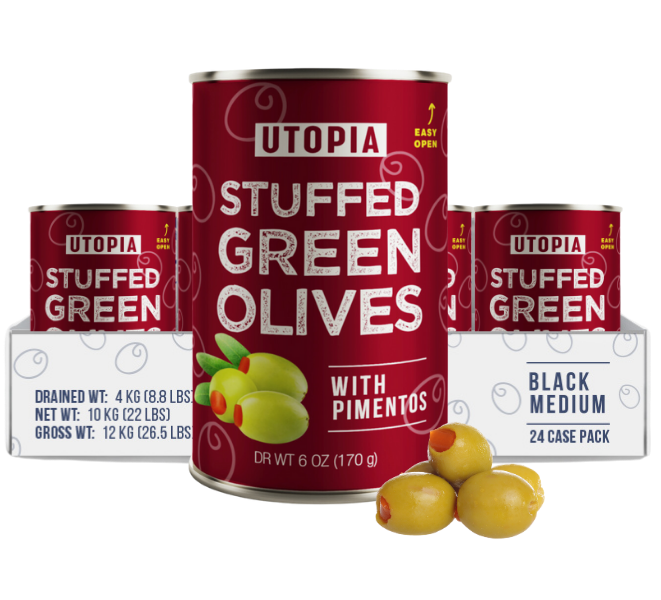 UTOPIA
EASY
OPEN
STUFFED
GREEN
OLIVES
WITH
PIMENTOS
DR WT 6 OZ (170 g)
UTOPIA
EASY
OPEN
STUFFED
GREEN
OLIVES
DRAINED WT: 4 KG (8.8 LBS)
NET WT: 10 KG (22 LBS)
GROSS WT: 12 KG (26.5 LBS
EASY
OPEN
N
UTOPIA
EASY
OPEN
STUFFED
GREEN
OLIVES
BLACK
MEDIUM
24 CASE PACK